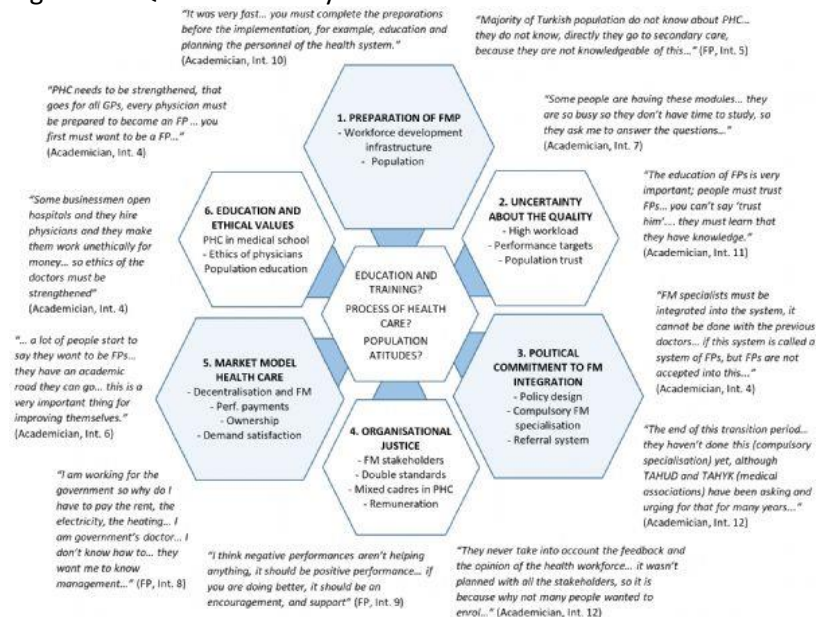 "It was very fast... you must complete the preparations
before the implementation, for example, education and
planning the personnel of the health system."
(Academician, Int. 10)
"Majority of Turkish population do not know about PHC...
they do not know, directly they go to secondary care,
because they are not knowledgeable of this..." (FP, Int. 5)
"PHC needs to be strengthened, that
goes for all GPs, every physician must
be prepared to become an FP ... you
first must want to be a FP..."
(Academician, Int. 4)
1. PREPARATION OF FMP
- Workforce development
infrastructure
- Population
"Some people are having these modules... they
are so busy so they don't have time to study, so
they ask me to answer the questions..."
(Academician, Int. 7)
"Some businessmen open
hospitals and they hire
physicians and they make
them work unethically for
money... so ethics of the
doctors must be
strengthened"
(Academician, Int. 4)
6. EDUCATION AND
ETHICAL VALUES
PHC in medical school
- Ethics of physicians
Population education
2. UNCERTAINTY
ABOUT THE QUALITY
- High workload
- Performance targets
- Population trust
"The education of FPs is very
important; people must trust
FPs... you can't say 'trust
him'.... they must learn that
they have knowledge."
(Academician, Int. 11)
EDUCATION AND
TRAINING?
PROCESS OF HEALTH
CARE?
POPULATION
ATITUDES?
"FM specialists must be
integrated into the system, it
cannot be done with the previous
doctors... if this system is called a
system of FPs, but FPs are not
accepted into this..."
(Academician, Int. 4)
"... a lot of people start to
say they want to be FPs...
they have an academic
road they can go... this is a
very important thing for
improving themselves."
(Academician, Int. 6)
5. MARKET MODEL
HEALTH CARE
- Decentralisation and FM
- Perf. payments
- Ownership
- Demand satisfaction
3. POLITICAL
COMMITMENT TO FM
INTEGRATION
- Policy design
- Compulsory FM
specialisation
- Referral system
4. ORGANISATIONAL
JUSTICE
- FM stakeholders
- Double standards
- Mixed cadres in PHC
- Remuneration
"The end of this transition period...
they haven't done this (compulsory
specialisation) yet, although
TAHUD and TAHYK (medical
associations) have been asking and
urging for that for many years..."
(Academician, Int. 12)
"I am working for the
government so why do I
have to pay the rent, the
electricity, the heating... I
am government's doctor... I
don't know how to... they
want me to know
management..." (FP, Int. 8)
"I think negative performances aren't helping
anything, it should be positive performance... if
you are doing better, it should be an
encouragement, and support" (FP, Int. 9)
"They never take into account the feedback and
the opinion of the health workforce... it wasn't
planned with all the stakeholders, so it is
because why not many people wanted to
enrol..." (Academician, Int. 12)